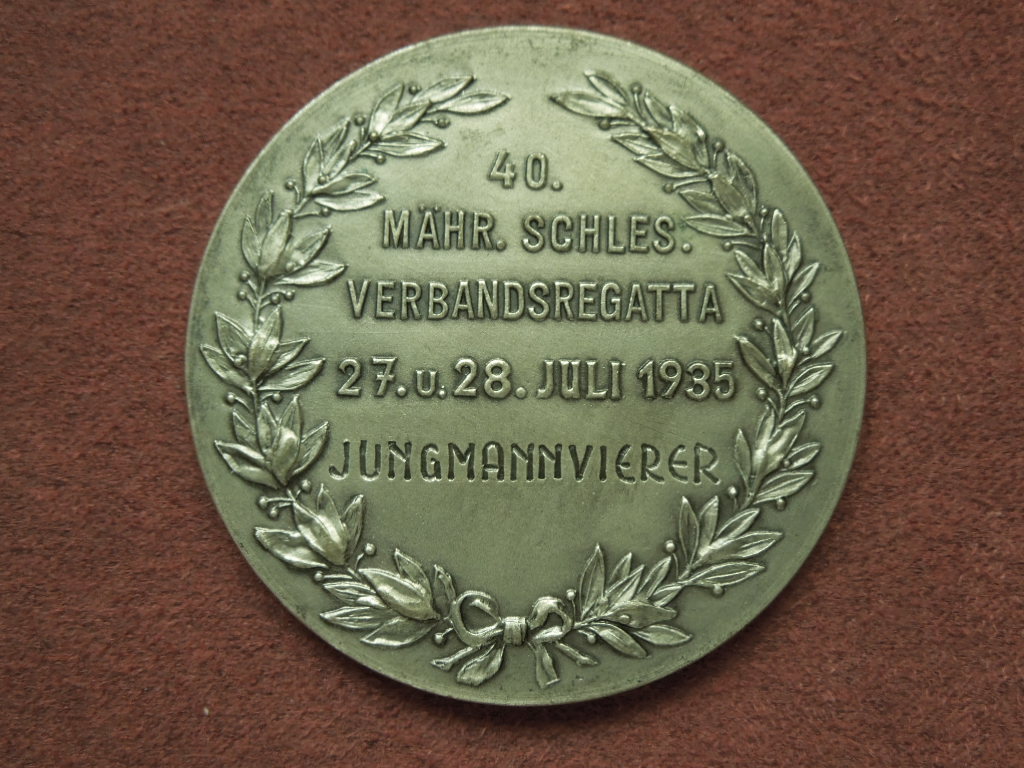 40.
MÄHR. SCHLES.
VERBANDSREGATTA
27. u. 28. JULI 1935
JUNGMANNVIERER